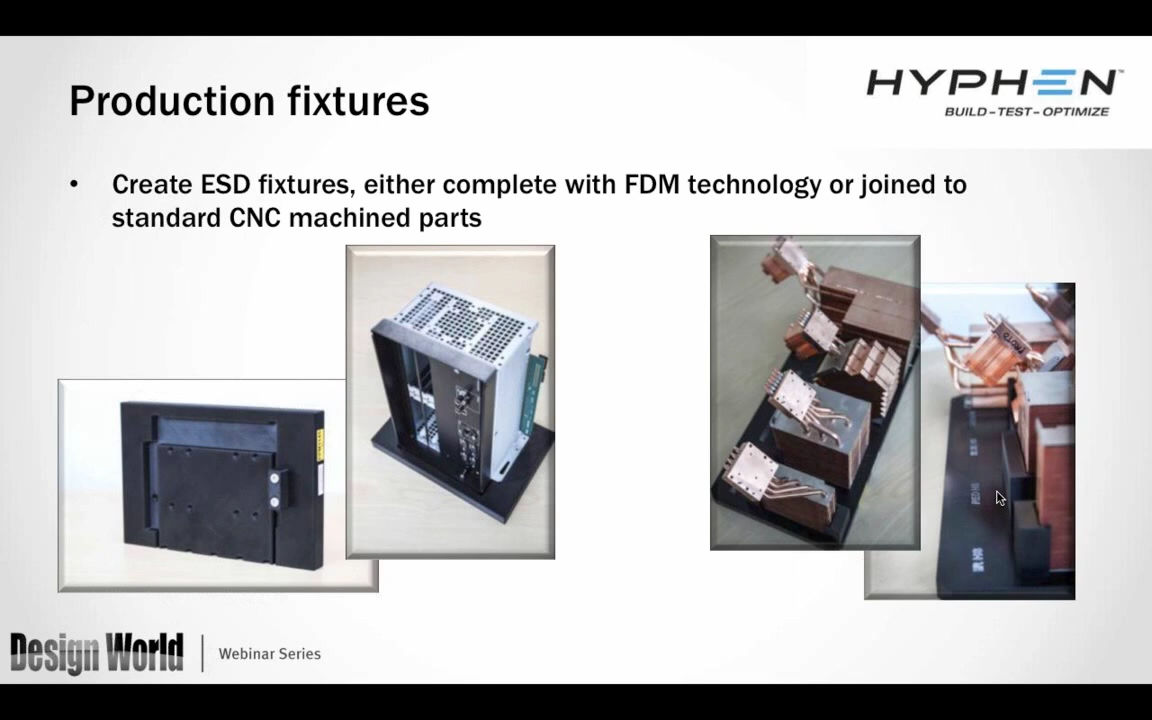 Production fixtures
HYPHEN™
BUILD–TEST–OPTIMIZE
• Create ESD fixtures, either complete with FDM technology or joined to
standard CNC machined parts
Design World
Webinar Series